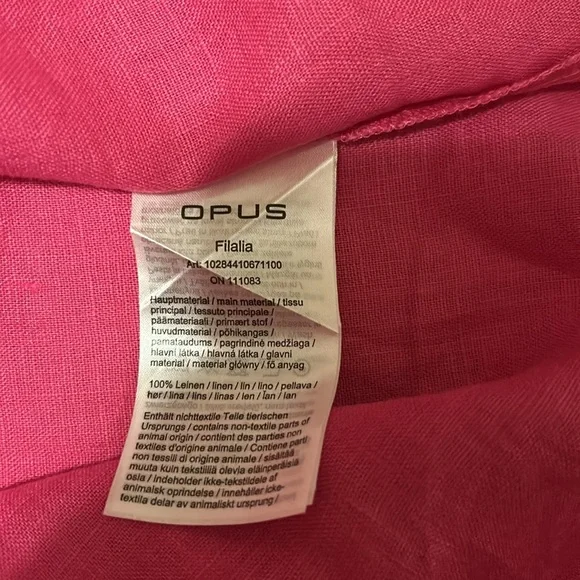 OPUS
Filalia
Art: 10284410671100
ON 111083
Hauptmaterial / main material / tissu
principal / tessuto principale /
päämateriaali / primært stof /
huvudmaterial / põhikangas /
pamataudums / pagrindinė medžiaga /
hlavní látka / hlavná látka / glavni
material / materiał główny / fő anyag
100% Leinen / linen / lin / lino / pellava /
hør / lina / lins / linas / len / ľan / lan
Enthält nichttextile Teile tierischen
Ursprungs / contains non-textile parts of
animal origin / contient des parties non
textiles d'origine animale / Contiene parti
non tessili di origine animale / sisältää
muuta kuin tekstiiliä olevia eläinperäisiä
osia / indeholder ikke-tekstildele af
animalsk oprindelse / innehåller icke-
textila delar av animaliskt ursprung /